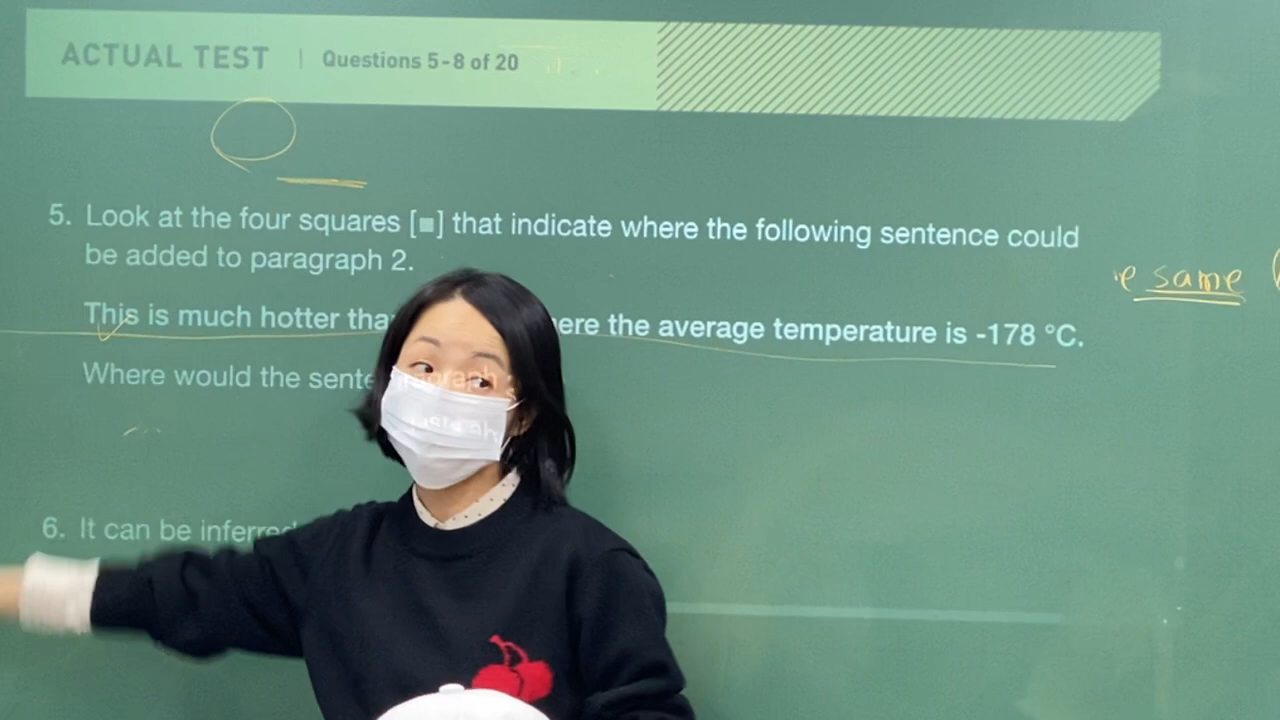 ACTUAL TEST | Questions 5-8 of 20
5. Look at the four squares [■] that indicate where the following sentence could
be added to paragraph 2.
e same
This is much hotter tha ere the average temperature is -178 °C.
Where would the sente
6. It can be inferred